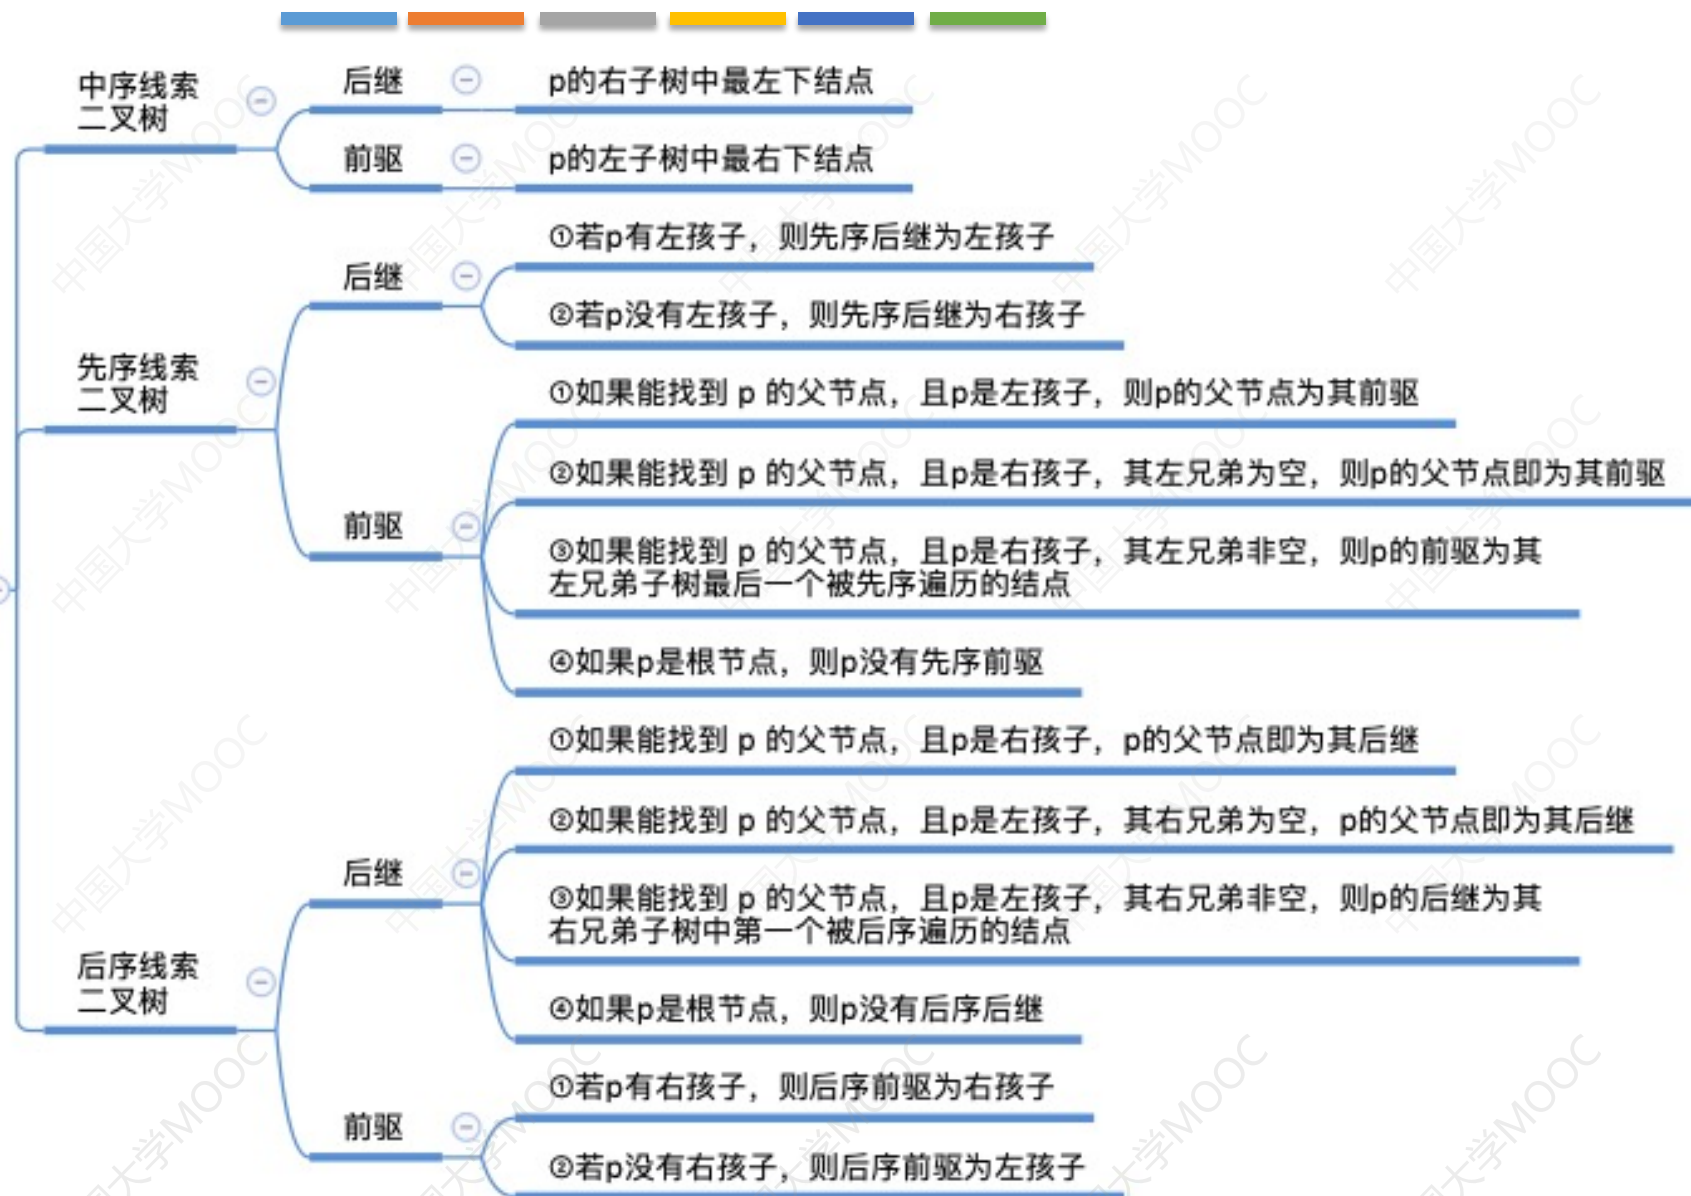 中序线索
二叉树
后继
p的右子树中最左下结点
前驱
p的左子树中最右下结点
先序线索
二叉树
后继
①若p有左孩子，则先序后继为左孩子
②若p没有左孩子，则先序后继为右孩子
前驱
①如果能找到 p 的父节点，且p是左孩子，则p的父节点为其前驱
②如果能找到 p 的父节点，且p是右孩子，其左兄弟为空，则p的父节点即为其前驱
③如果能找到 p 的父节点，且p是右孩子，其左兄弟非空，则p的前驱为其
左兄弟子树最后一个被先序遍历的结点
④如果p是根节点，则p没有先序前驱
后序线索
二叉树
后继
①如果能找到 p 的父节点，且p是右孩子，p的父节点即为其后继
②如果能找到 p 的父节点，且p是左孩子，其右兄弟为空，p的父节点即为其后继
③如果能找到 p 的父节点，且p是左孩子，其右兄弟非空，则p的后继为其
右兄弟子树中第一个被后序遍历的结点
④如果p是根节点，则p没有后序后继
前驱
①若p有右孩子，则后序前驱为右孩子
②若p没有右孩子，则后序前驱为左孩子
中国大学MOOC